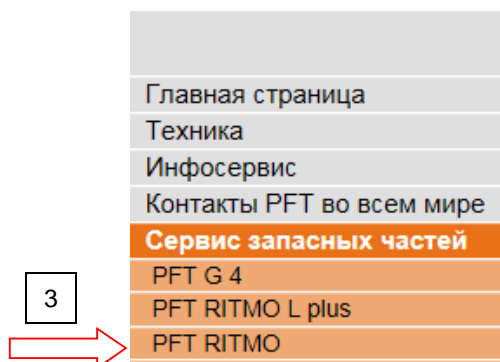 Главная страница
Техника
Инфосервис
Контакты PFT во всем мире
Сервис запасных частей
PFT G 4
PFT RITMO L plus
3
PFT RITMO